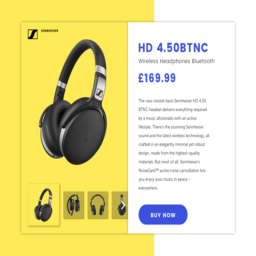 SENNHEISER
HD 4.50BTNC
Wireless Headphones Bluetooth
£169.99
The new closed-back Sennheiser HD 4.50
BTNC headset delivers everything required
by a music aficionado with an active
lifestyle. There's the stunning Sennheiser
sound and the latest wireless technology, all
crafted in an elegantly minimal yet robust
design, made from the highest quality
materials. But most of all, Sennheiser's
NoiseGard™ active noise cancellation lets
you enjoy your music in peace –
everywhere.
BUY NOW